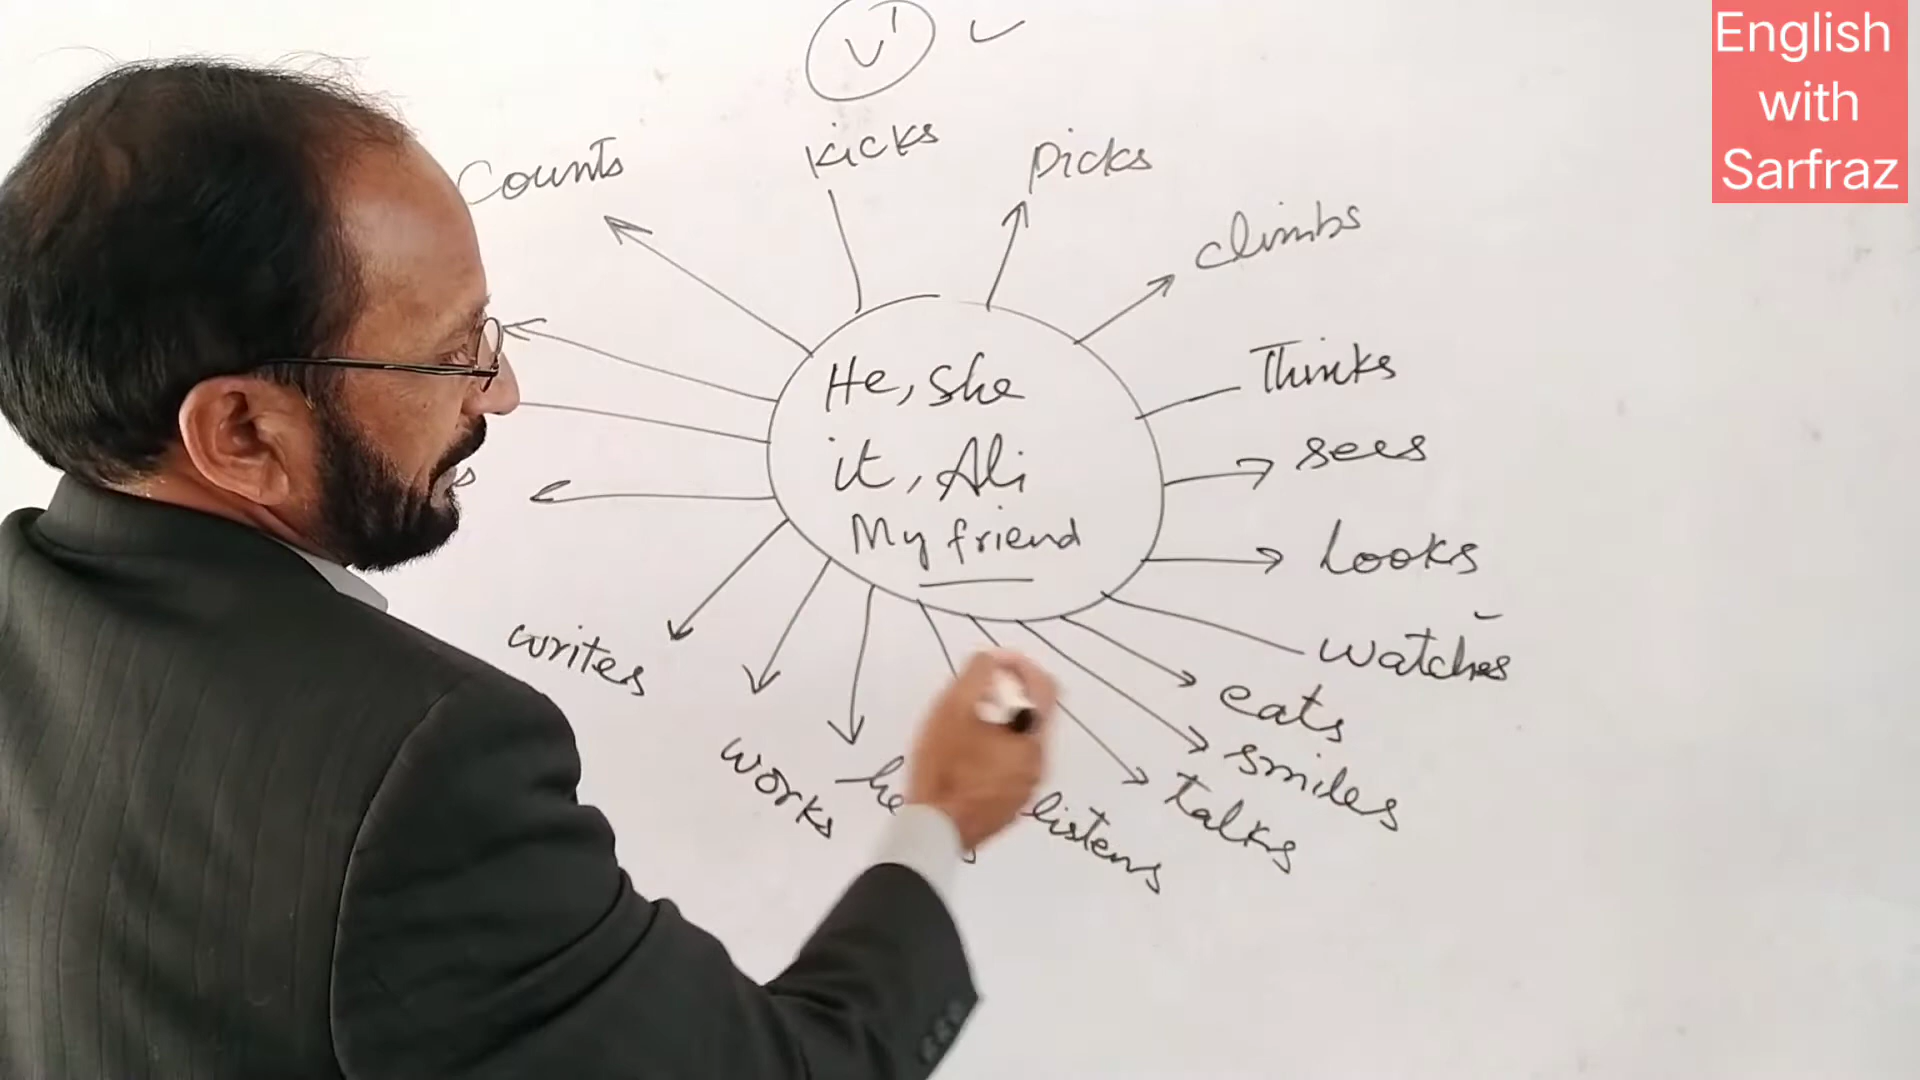 English
with
Sarfraz
V1
counts
kicks
picks
climbs
He, she
it, Ali
My friend
Thinks
sees
Looks
watches
eats
smiles
talks
listens
works
writes